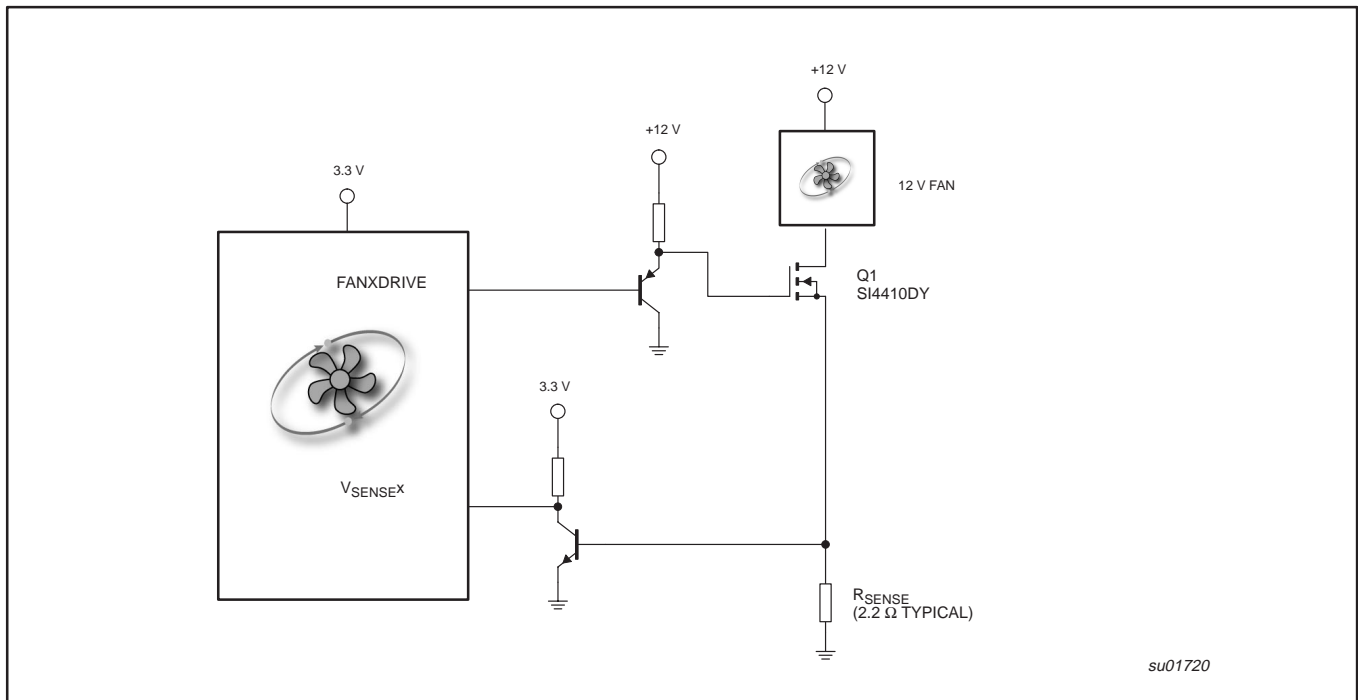 +12 V
+12 V
3.3 V
12 V FAN
FANXDRIVE
Q1
SI4410DY
3.3 V
VSENSEX
RSENSE
(2.2 Ω TYPICAL)
su01720